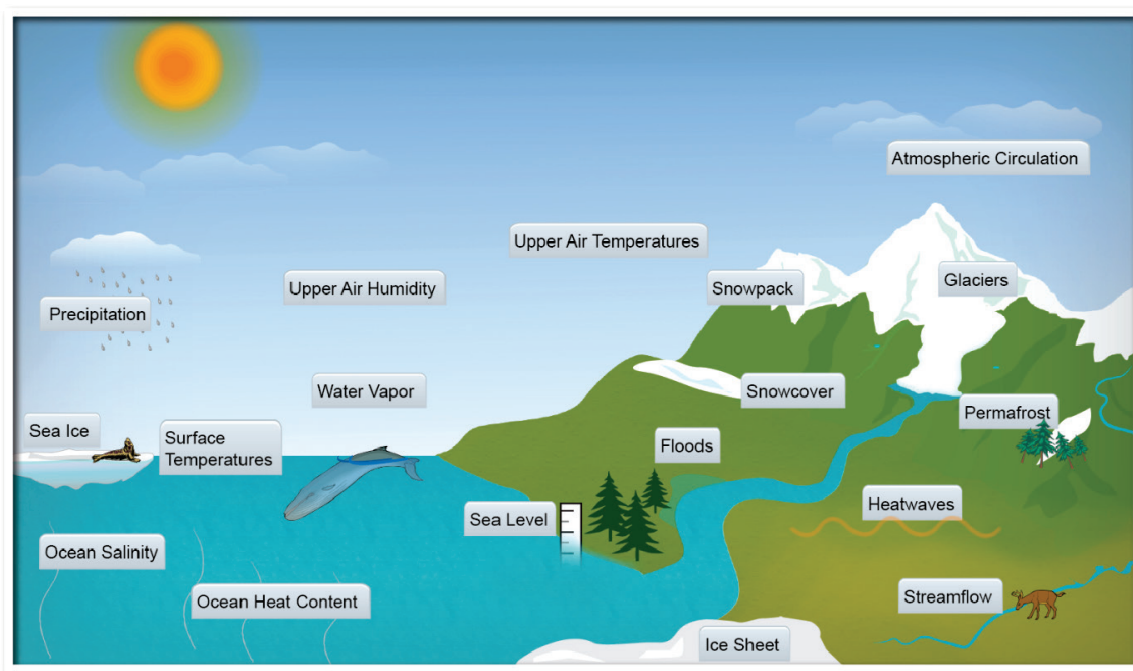 Atmospheric Circulation
Upper Air Temperatures
Upper Air Humidity
Snowpack
Glaciers
Precipitation
Water Vapor
Snowcover
Permafrost
Sea Ice
Surface
Temperatures
Floods
Sea Level
Heatwaves
Ocean Salinity
Ocean Heat Content
Streamflow
Ice Sheet